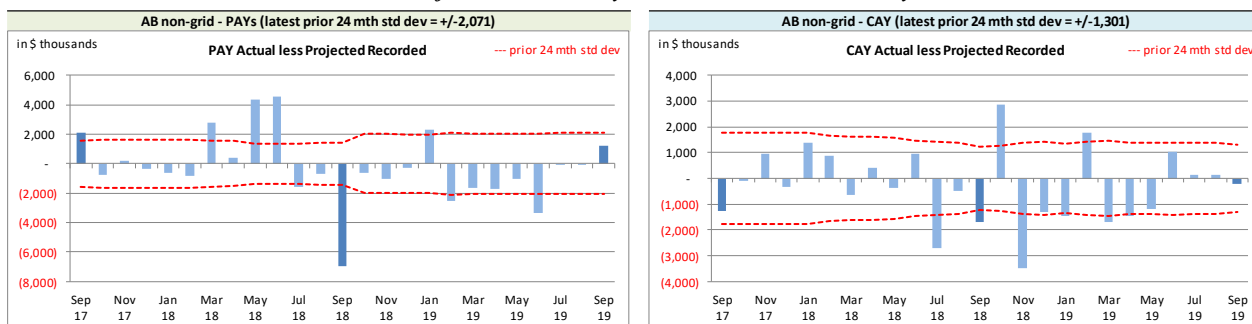 AB non-grid - PAYs (latest prior 24 mth std dev = +/-2,071)
in $ thousands
PAY Actual less Projected Recorded
--- prior 24 mth std dev
6,000
4,000
2,000
-
(2,000)
(4,000)
(6,000)
(8,000)
Sep Nov Jan Mar May Jul Sep Nov Jan Mar May Jul Sep
17 17 18 18 18 18 18 18 19 19 19 19 19
AB non-grid - CAY (latest prior 24 mth std dev = +/-1,301)
in $ thousands
CAY Actual less Projected Recorded
--- prior 24 mth std dev
4,000
3,000
2,000
1,000
-
(1,000)
(2,000)
(3,000)
(4,000)
Sep Nov Jan Mar May Jul Sep Nov Jan Mar May Jul Sep
17 17 18 18 18 18 18 18 19 19 19 19 19